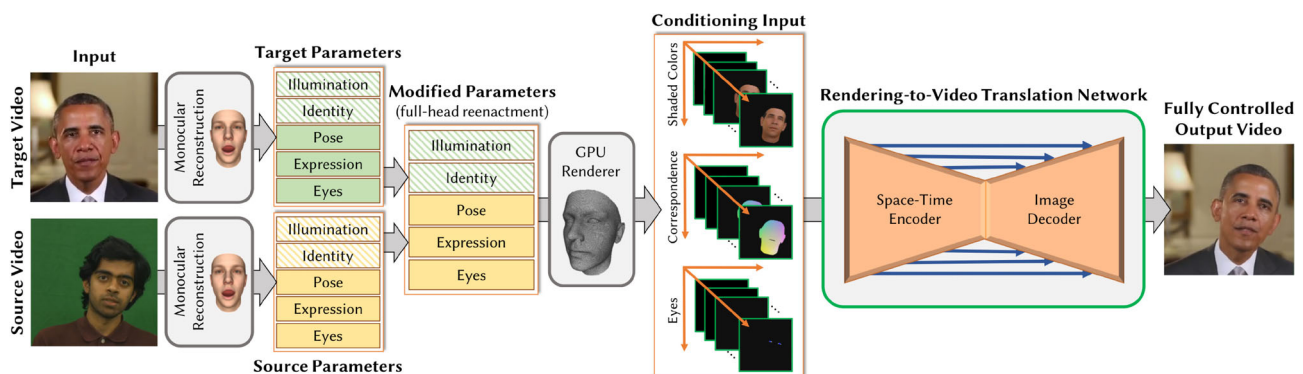 Input
Target Video
Monocular
Reconstruction
Target Parameters
Illumination
Identity
Pose
Expression
Eyes
Source Video
Monocular
Reconstruction
Illumination
Identity
Pose
Expression
Eyes
Source Parameters
Modified Parameters
(full-head reenactment)
Illumination
Identity
Pose
Expression
Eyes
GPU
Renderer
Conditioning Input
Shaded Colors
Correspondence
Eyes
Rendering-to-Video Translation Network
Space-Time
Encoder
Image
Decoder
Fully Controlled
Output Video